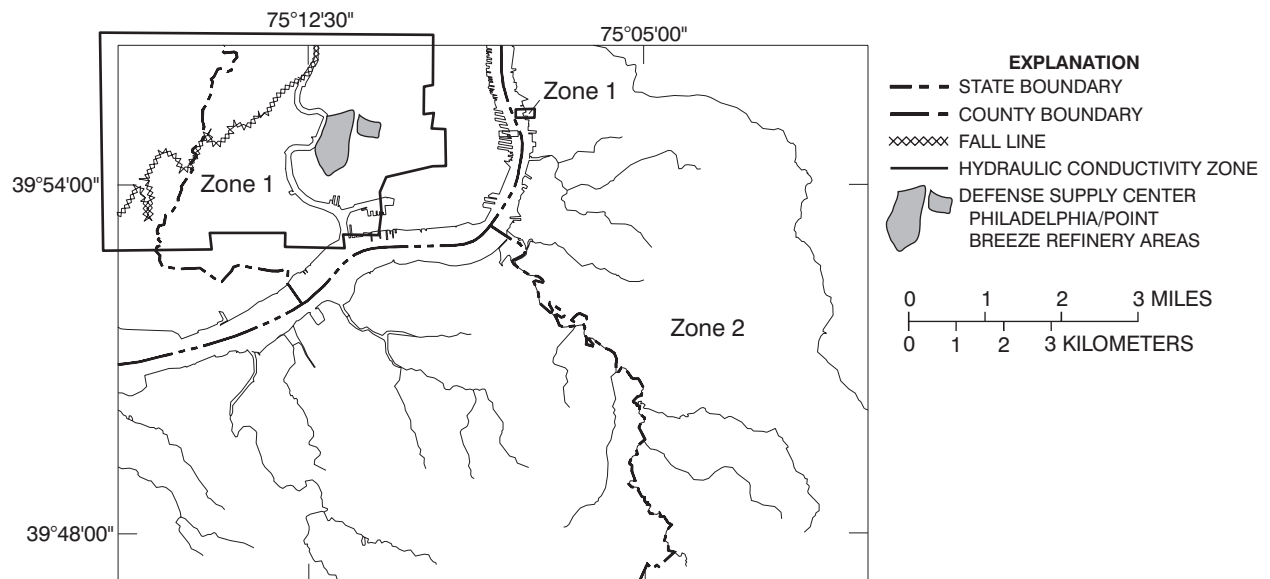 75°12'30"
75°05'00"
39°54'00"
39°48'00"
Zone 1
Zone 1
Zone 2
EXPLANATION
STATE BOUNDARY
COUNTY BOUNDARY
FALL LINE
HYDRAULIC CONDUCTIVITY ZONE
DEFENSE SUPPLY CENTER
PHILADELPHIA/POINT
BREEZE REFINERY AREAS
0 1 2 3 MILES
0 1 2 3 KILOMETERS